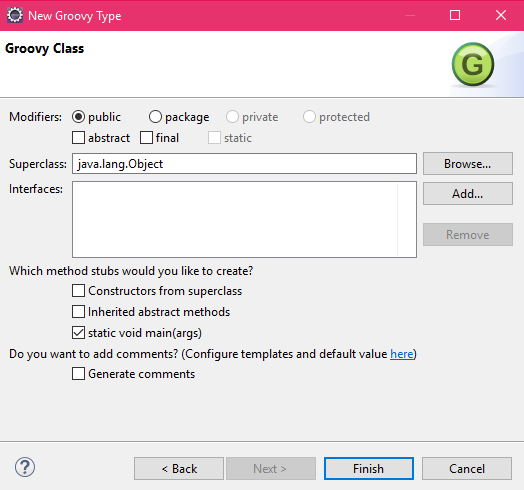 New Groovy Type
Groovy Class
G
Modifiers: public package private protected
abstract final static
Superclass: java.lang.Object Browse...
Interfaces: Add...
Remove
Which method stubs would you like to create?
Constructors from superclass
Inherited abstract methods
static void main(args)
Do you want to add comments? (Configure templates and default value here)
Generate comments
? < Back Next > Finish Cancel